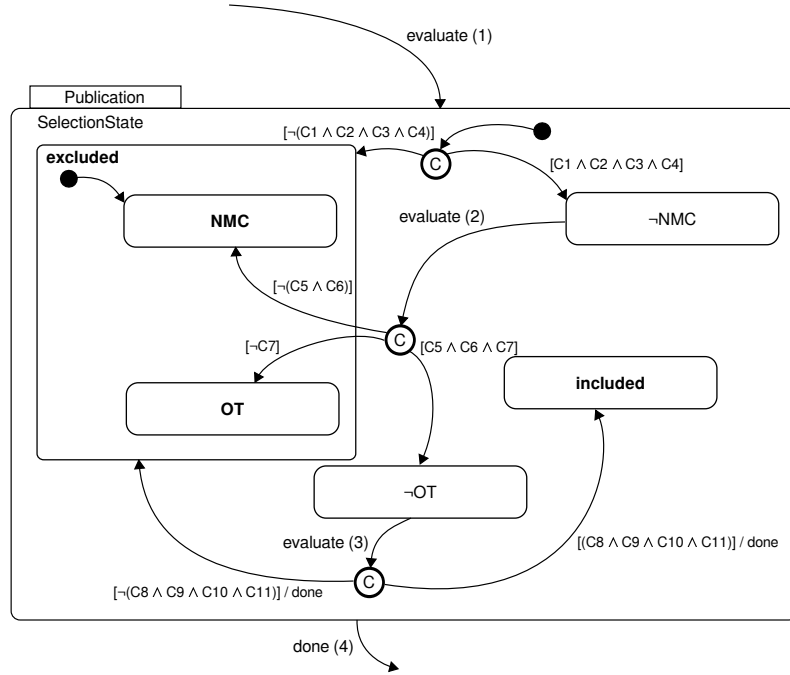 evaluate (1)
Publication
SelectionState
[¬(C1 ∧ C2 ∧ C3 ∧ C4)]
C
[C1 ∧ C2 ∧ C3 ∧ C4]
excluded
NMC
evaluate (2)
¬NMC
[¬(C5 ∧ C6)]
[¬C7]
C
[C5 ∧ C6 ∧ C7]
included
OT
¬OT
evaluate (3)
[(C8 ∧ C9 ∧ C10 ∧ C11)] / done
C
[¬(C8 ∧ C9 ∧ C10 ∧ C11)] / done
done (4)